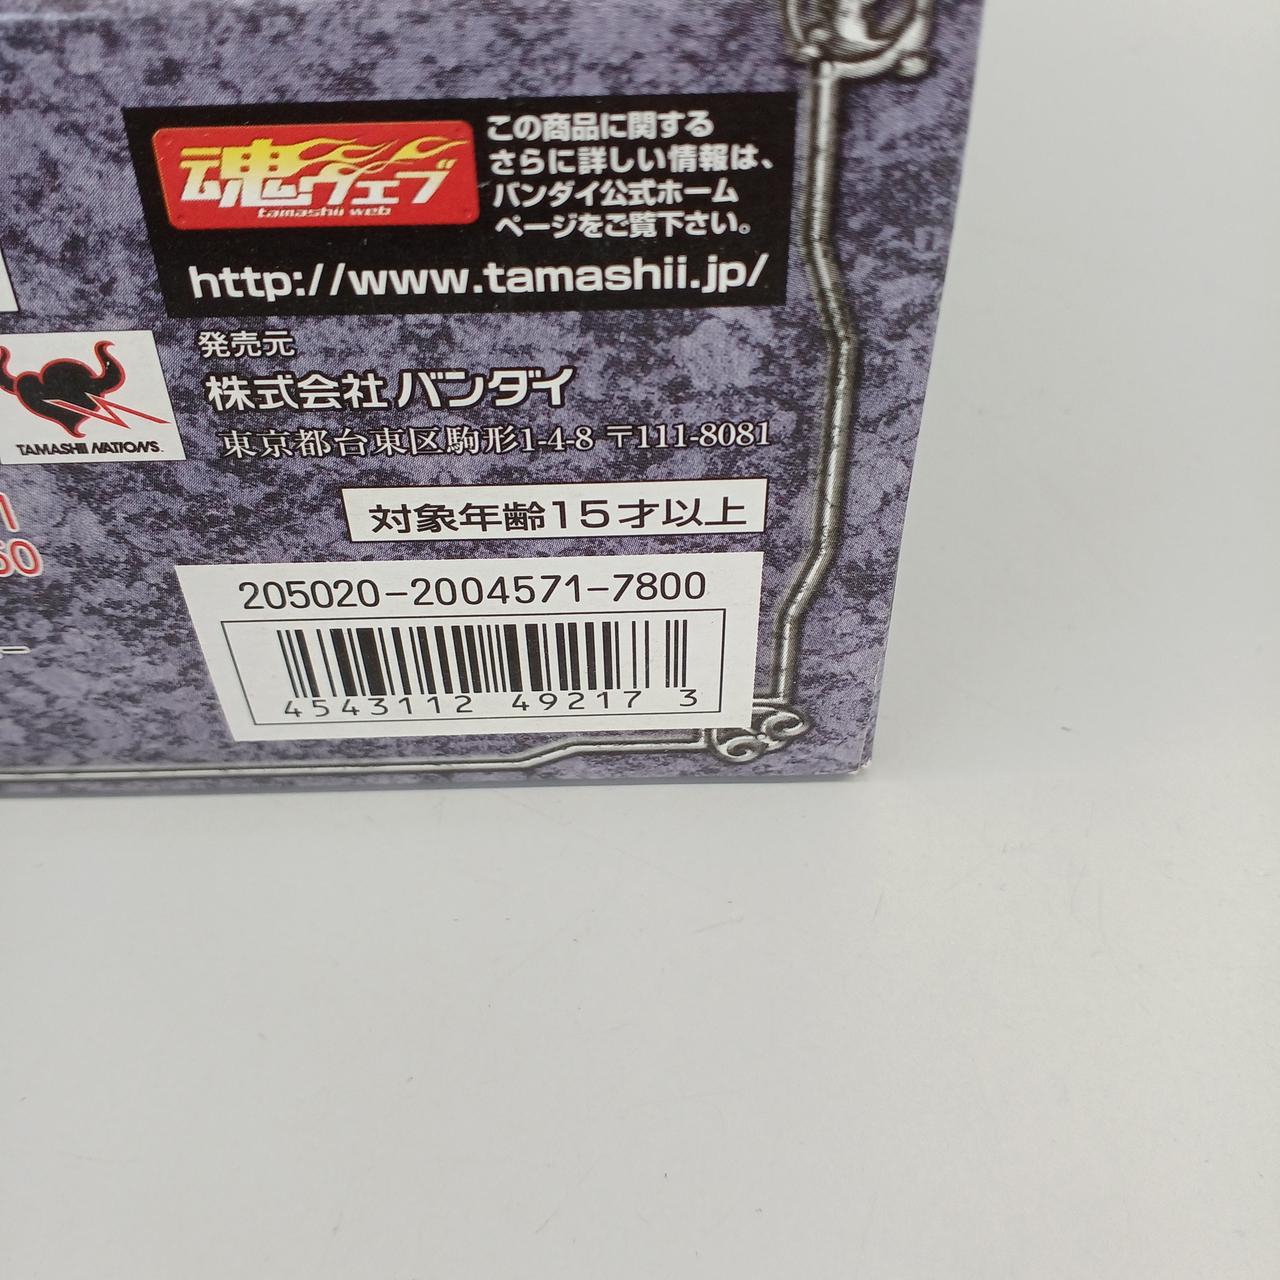 魂ウェブ
tamashii web
この商品に関する
さらに詳しい情報は、
バンダイ公式ホーム
ページをご覧下さい。
http://www.tamashii.jp/
TAMASHII NATIONS
発売元
株式会社 バンダイ
東京都台東区駒形1-4-8 〒111-8081
対象年齢15才以上
205020-2004571-7800
4543112 49217 3